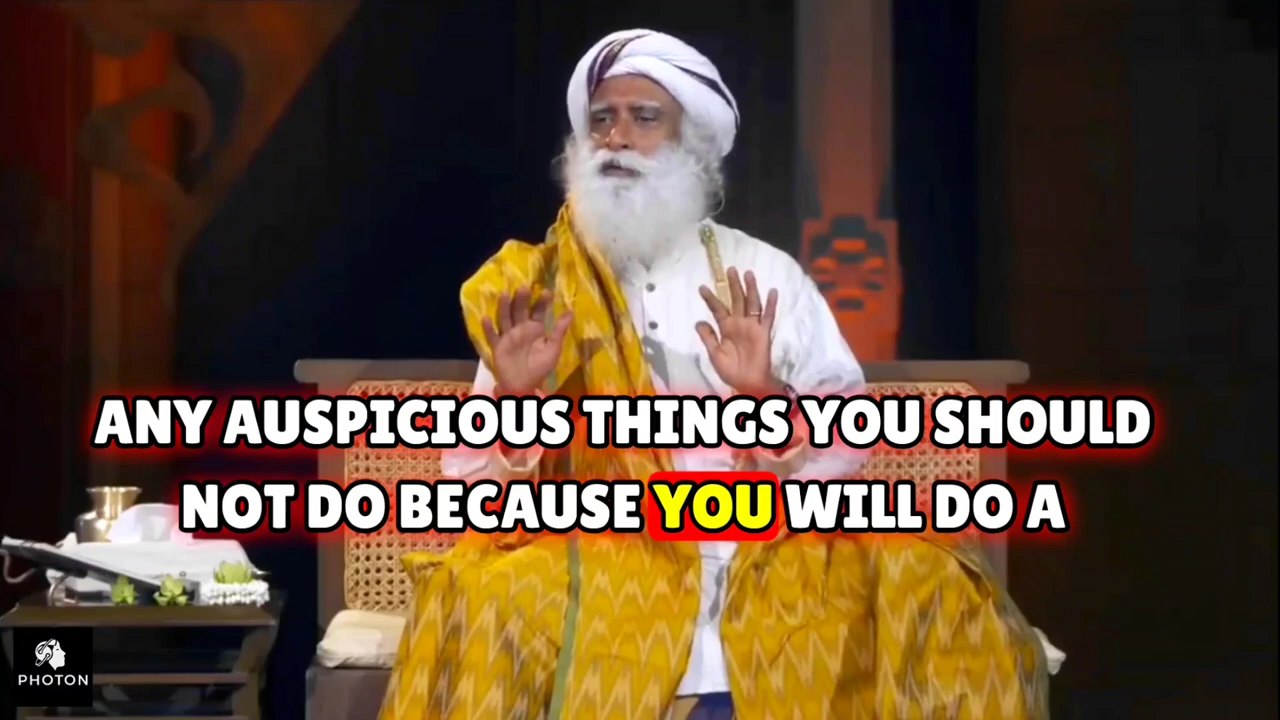 ANY AUSPICIOUS THINGS YOU SHOULD
NOT DO BECAUSE YOU WILL DO A
PHOTON